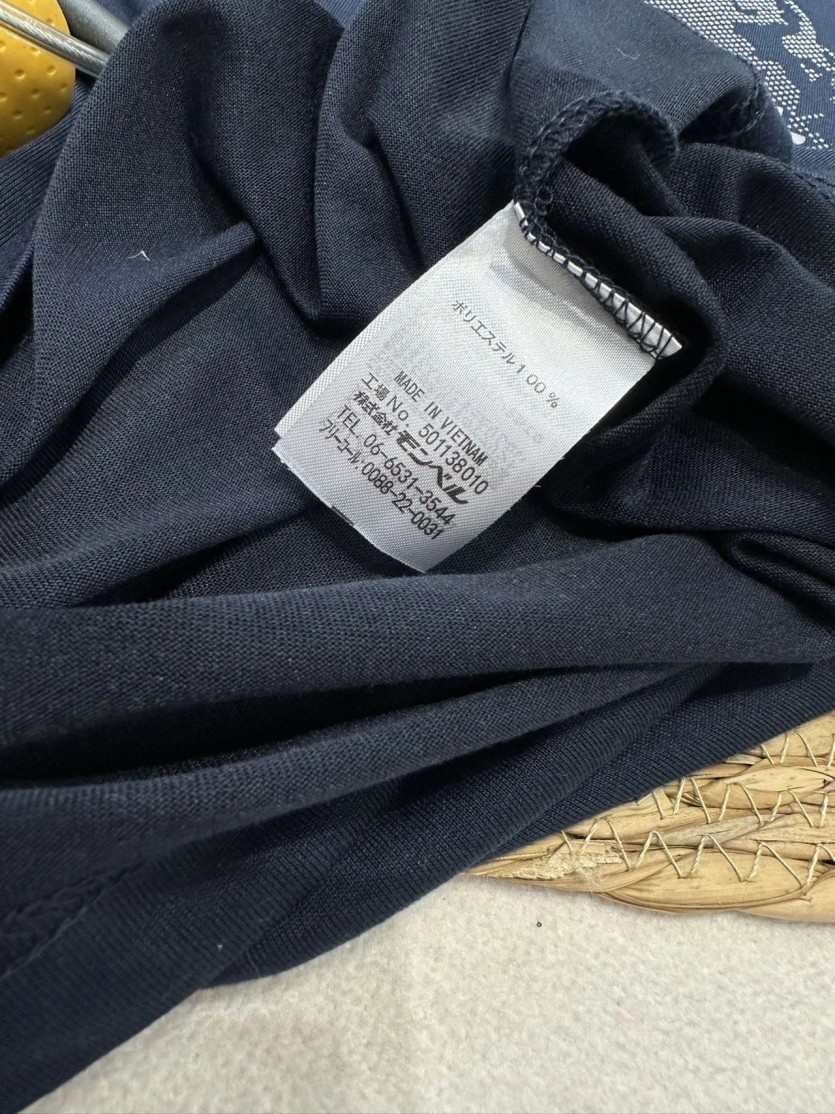 ポリエステル100%
MADE IN VIETNAM
工場No. 501138010
株式会社モンベル
TEL. 06-6531-3544
フリーコール. 0088-22-0031